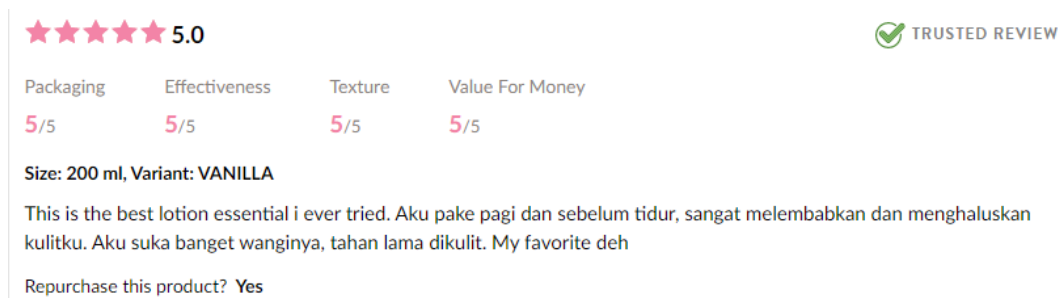 5.0
TRUSTED REVIEW
Packaging Effectiveness Texture Value For Money
5/5 5/5 5/5 5/5
Size: 200 ml, Variant: VANILLA
This is the best lotion essential i ever tried. Aku pake pagi dan sebelum tidur, sangat melembabkan dan menghaluskan
kulitku. Aku suka banget wanginya, tahan lama dikulit. My favorite deh
Repurchase this product? Yes